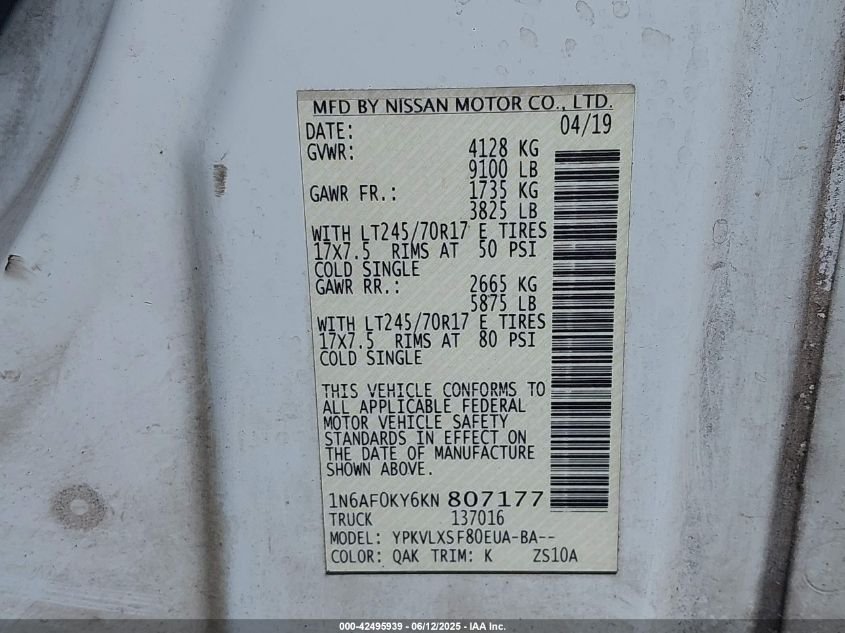 MFD BY NISSAN MOTOR CO., LTD.
DATE: 04/19
GVWR: 4128 KG
9100 LB
GAWR FR.: 1735 KG
3825 LB
WITH LT245/70R17 E TIRES
17X7.5 RIMS AT 50 PSI
COLD SINGLE
GAWR RR.: 2665 KG
5875 LB
WITH LT245/70R17 E TIRES
17X7.5 RIMS AT 80 PSI
COLD SINGLE
THIS VEHICLE CONFORMS TO
ALL APPLICABLE FEDERAL
MOTOR VEHICLE SAFETY
STANDARDS IN EFFECT ON
THE DATE OF MANUFACTURE
SHOWN ABOVE.
1N6AF0KY6KN 807177
TRUCK 137016
MODEL: YPKVLXSF80EUA-BA--
COLOR: QAK TRIM: K ZS10A
000-42495939 - 06/12/2025 - IAA Inc.